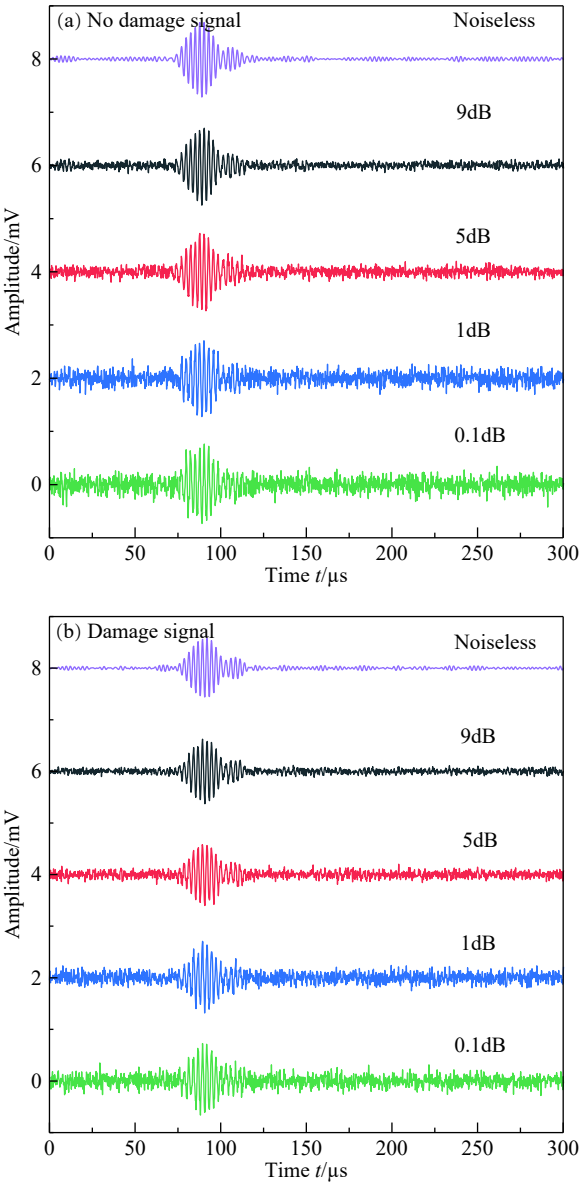 (a) No damage signal
Noiseless
8
9dB
6
5dB
4
1dB
2
0.1dB
0
Amplitude/mV
0 50 100 150 200 250 300
Time t/μs
(b) Damage signal
Noiseless
8
9dB
6
5dB
4
1dB
2
0.1dB
0
Amplitude/mV
0 50 100 150 200 250 300
Time t/μs